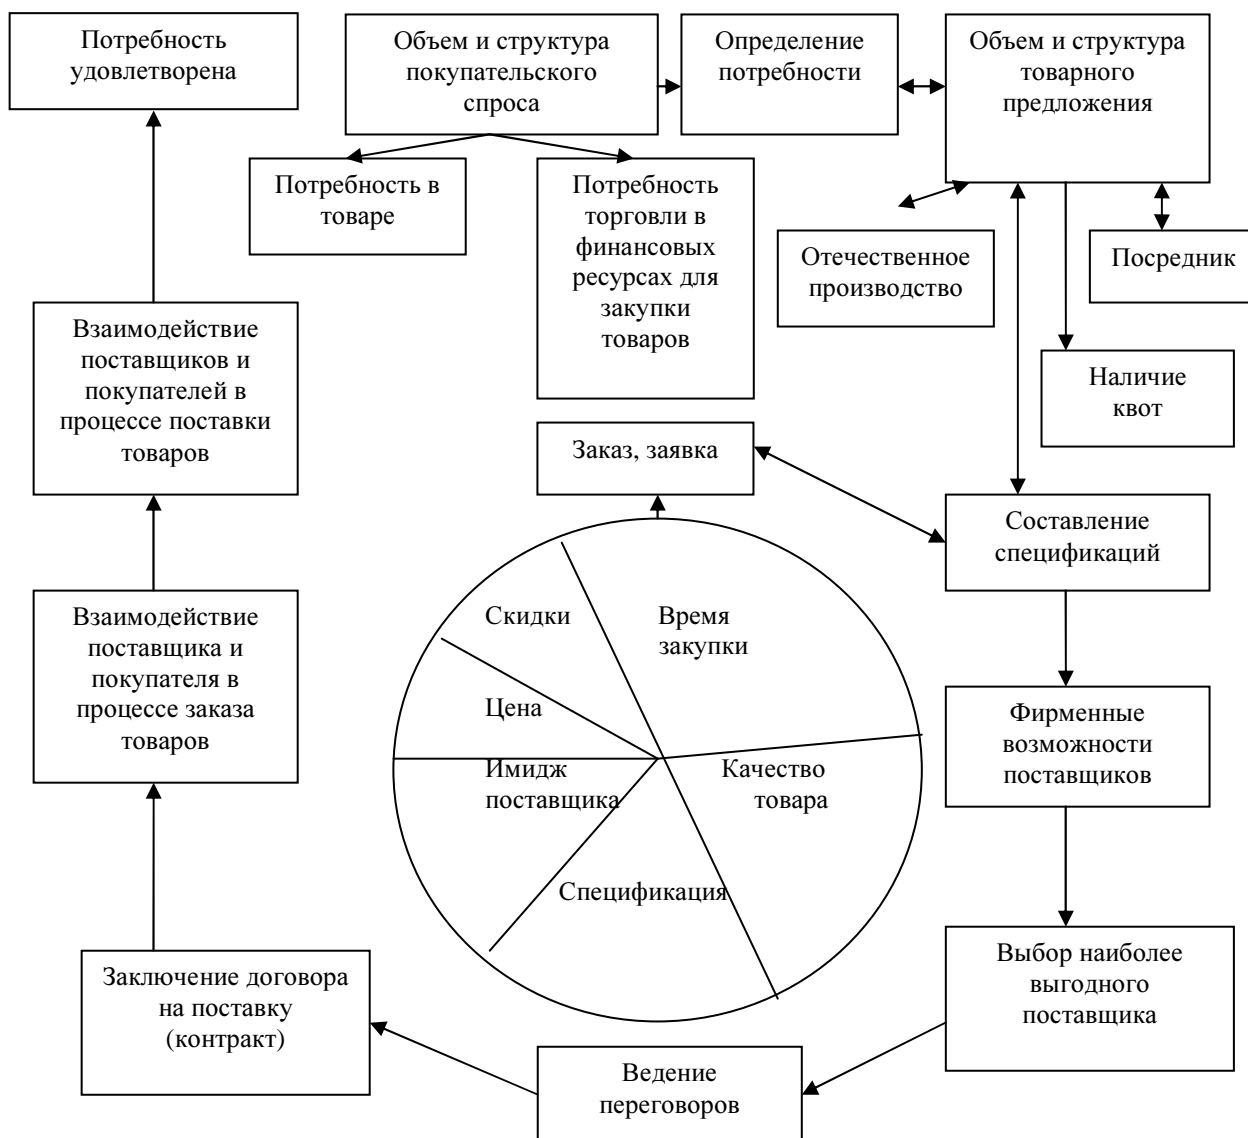 Потребность
удовлетворена
Объем и структура
покупательского
спроса
Определение
потребности
Объем и структура
товарного
предложения
Потребность в
товаре
Потребность
торговли в
финансовых
ресурсах для
закупки
товаров
Отечественное
производство
Посредник
Наличие
квот
Взаимодействие
поставщиков и
покупателей в
процессе поставки
товаров
Заказ, заявка
Составление
спецификаций
Взаимодействие
поставщика и
покупателя в
процессе заказа
товаров
Скидки
Время
закупки
Цена
Имидж
поставщика
Качество
товара
Спецификация
Фирменные
возможности
поставщиков
Выбор наиболее
выгодного
поставщика
Заключение договора
на поставку
(контракт)
Ведение
переговоров